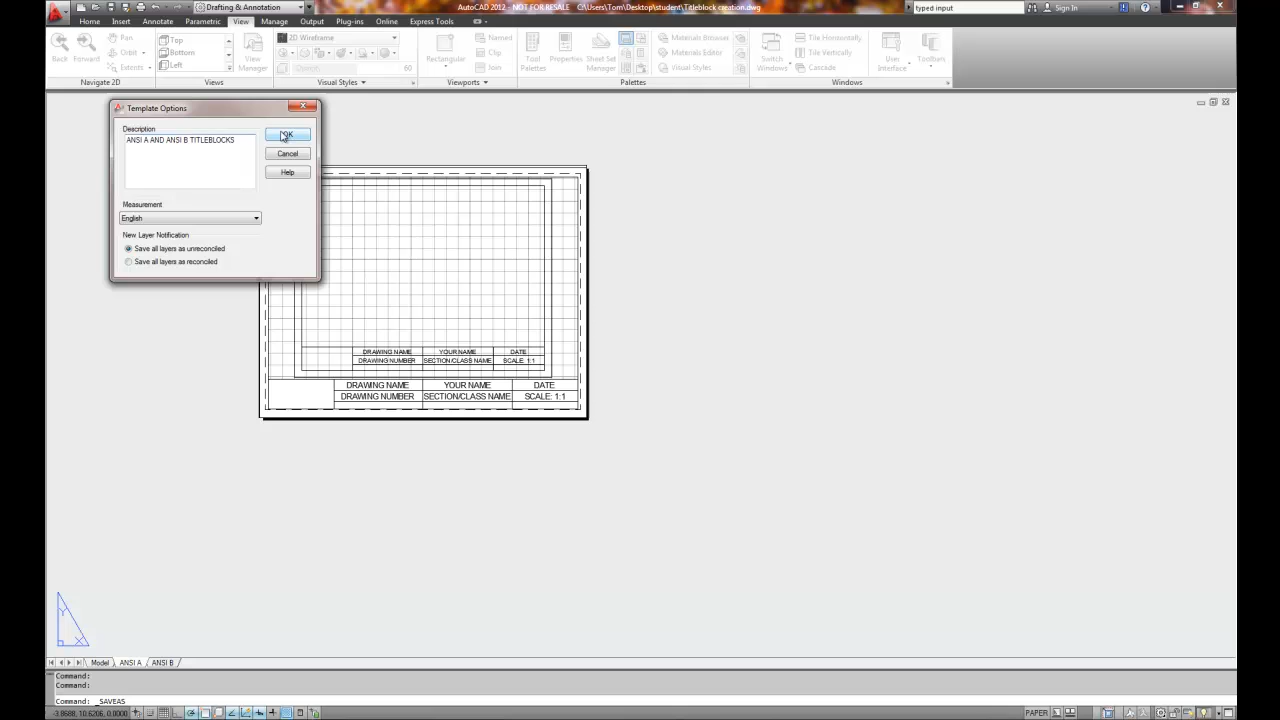 Drafting & Annotation
AutoCAD 2012 - NOT FOR RESALE C:\Users\Tom\Desktop\student\Titleblock creation.dwg
typed input
Sign In
Home Insert Annotate Parametric View Manage Output Plug-ins Online Express Tools
Back
Forward
Pan
Orbit
Extents
Navigate 2D
Top
Bottom
Left
View
Manager
Views
2D Wireframe
60
Visual Styles
Rectangular
Named
Clip
Join
Viewports
Tool
Palettes
Properties
Sheet Set
Manager
Materials Browser
Materials Editor
Visual Styles
Palettes
Switch
Windows
Tile Horizontally
Tile Vertically
Cascade
Windows
User
Interface
Toolbars
Template Options
Description
ANSI A AND ANSI B TITLEBLOCKS
OK
Cancel
Help
Measurement
English
New Layer Notification
Save all layers as unreconciled
Save all layers as reconciled
DRAWING NAME YOUR NAME DATE
DRAWING NUMBER SECTION/CLASS NAME SCALE: 1:1
DRAWING NAME YOUR NAME DATE
DRAWING NUMBER SECTION/CLASS NAME SCALE: 1:1
Y
X
Model ANSI A ANSI B
Command:
Command:
Command: _SAVEAS
-3.8688, 10.6206, 0.0000
PAPER